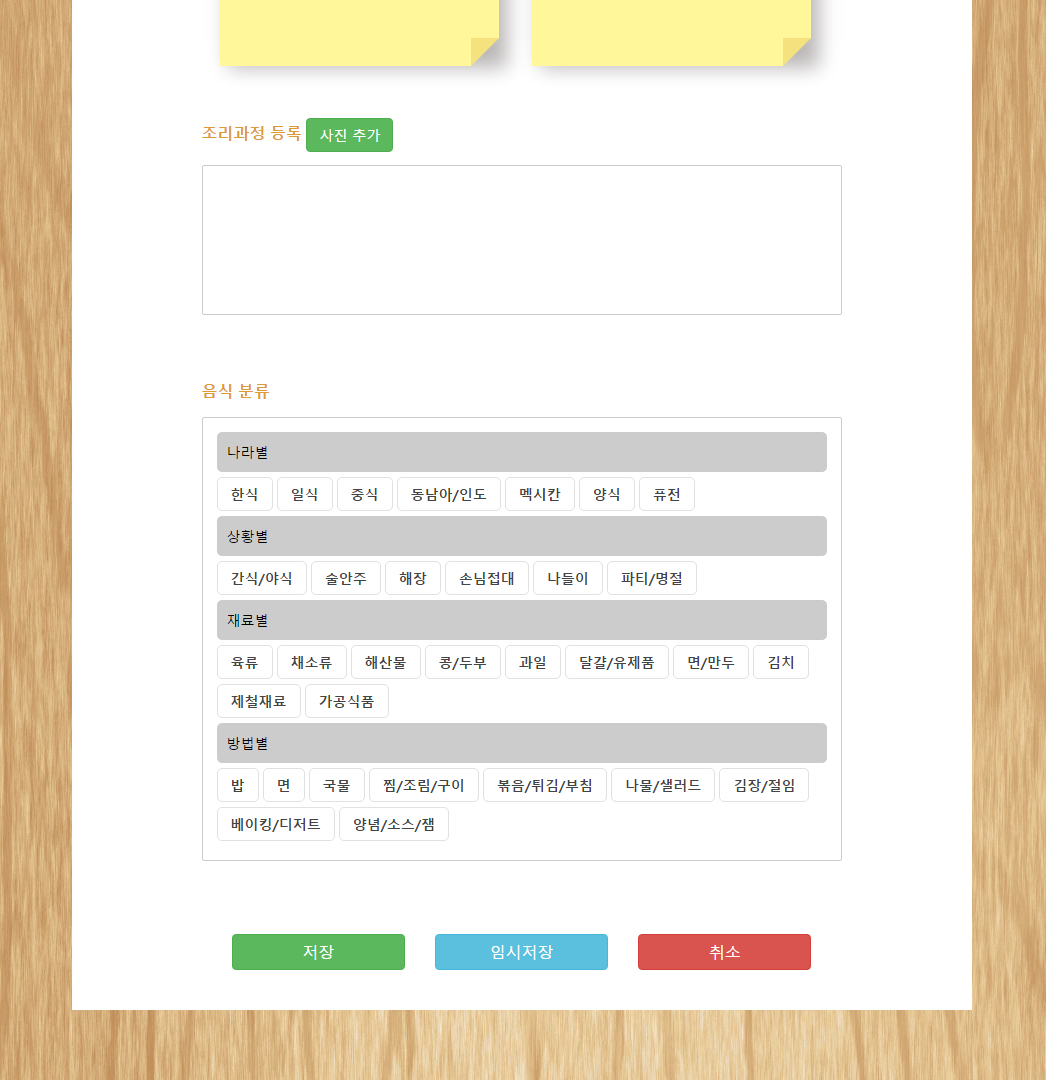 조리과정 등록 사진 추가
음식 분류
나라별
한식 일식 중식 동남아/인도 멕시칸 양식 퓨전
상황별
간식/야식 술안주 해장 손님접대 나들이 파티/명절
재료별
육류 채소류 해산물 콩/두부 과일 달걀/유제품 면/만두 김치
제철재료 가공식품
방법별
밥 면 국물 찜/조림/구이 볶음/튀김/부침 나물/샐러드 김장/절임
베이킹/디저트 양념/소스/잼
저장 임시저장 취소